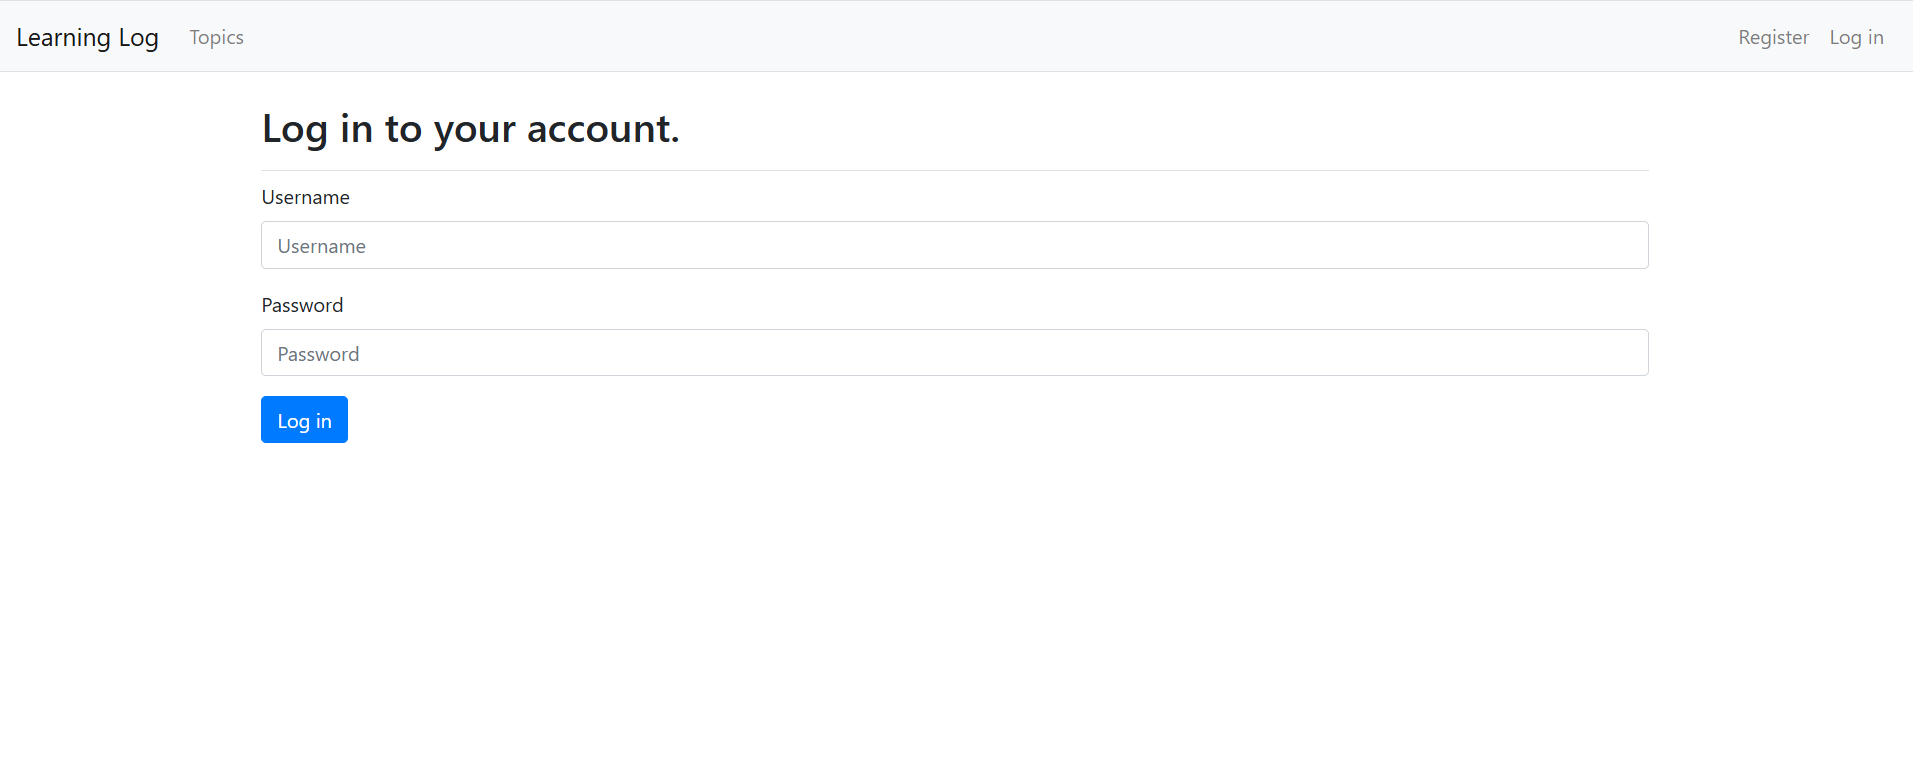 Learning Log Topics Register Log in
Log in to your account.
Username
Username
Password
Password
Log in